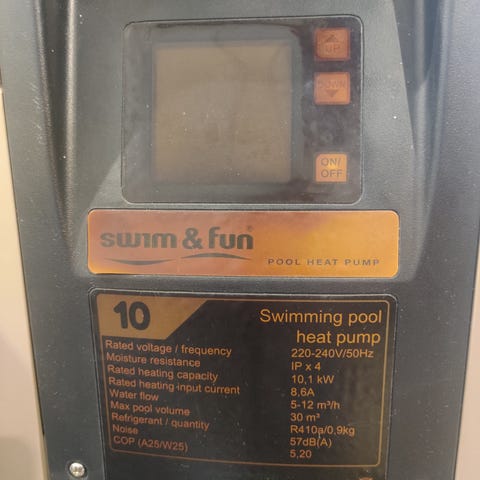 UP
DOWN
ON/
OFF
swim & fun®
POOL HEAT PUMP
10
Swimming pool
heat pump
Rated voltage / frequency 220-240V/50Hz
Moisture resistance IP x 4
Rated heating capacity 10,1 kW
Rated heating input current 8,6A
Water flow 5-12 m³/h
Max pool volume 30 m³
Refrigerant / quantity R410a/0,9kg
Noise 57dB(A)
COP (A25/W25) 5,20